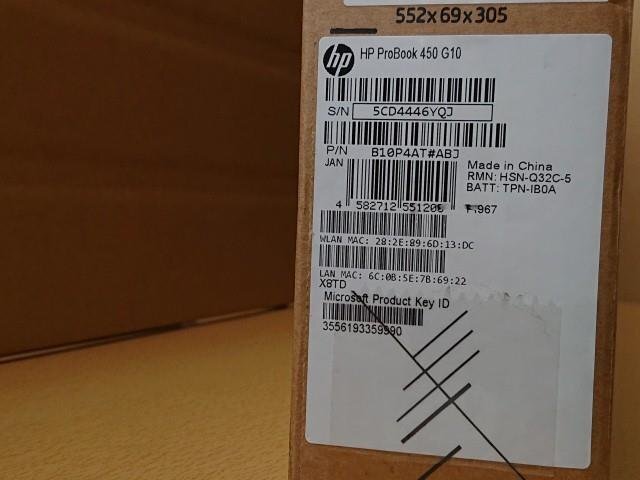 552x69x305
hp HP ProBook 450 G10
S/N 5CD4446YQJ
P/N B10P4AT#ABJ
JAN
4 582712 551206
Made in China
RMN: HSN-Q32C-5
BATT: TPN-IB0A
F.967
WLAN MAC: 28:2E:89:6D:13:DC
LAN MAC: 6C:0B:5E:7B:69:22
X8TD
Microsoft Product Key ID
3556193359990